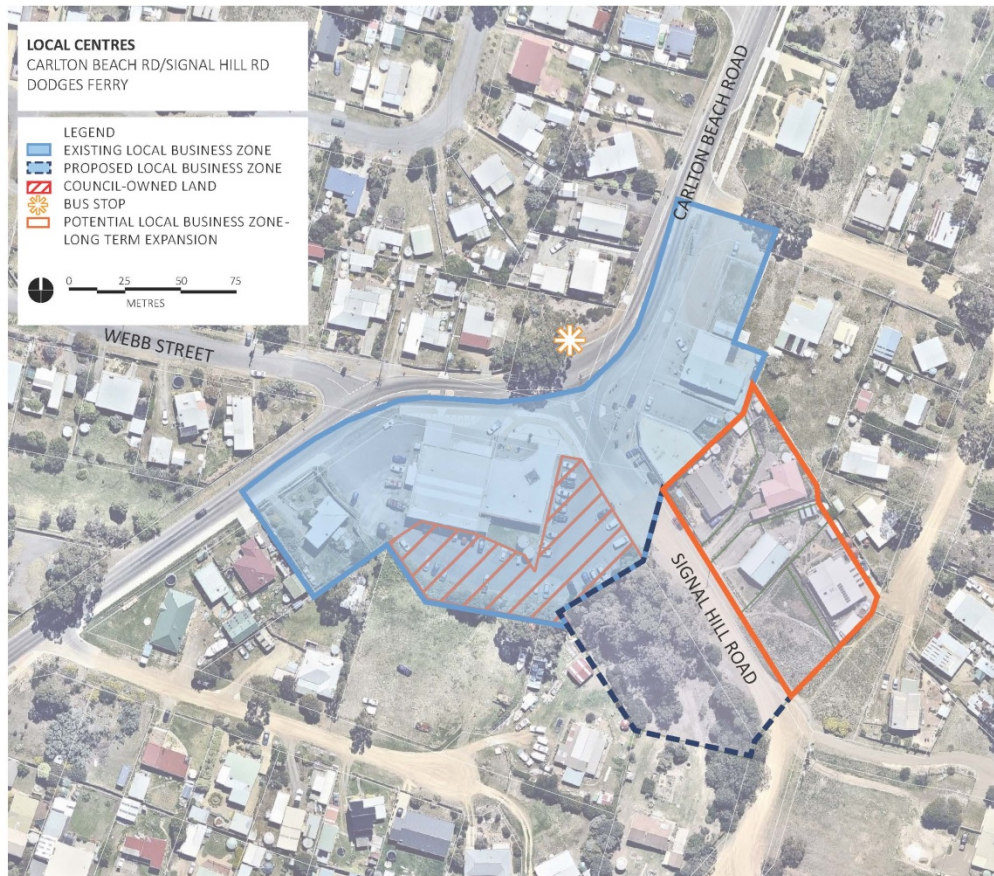 LOCAL CENTRES
CARLTON BEACH RD/SIGNAL HILL RD
DODGES FERRY
LEGEND
EXISTING LOCAL BUSINESS ZONE
PROPOSED LOCAL BUSINESS ZONE
COUNCIL-OWNED LAND
BUS STOP
POTENTIAL LOCAL BUSINESS ZONE-
LONG TERM EXPANSION
0 25 50 75
METRES
CARLTON BEACH ROAD
WEBB STREET
SIGNAL HILL ROAD